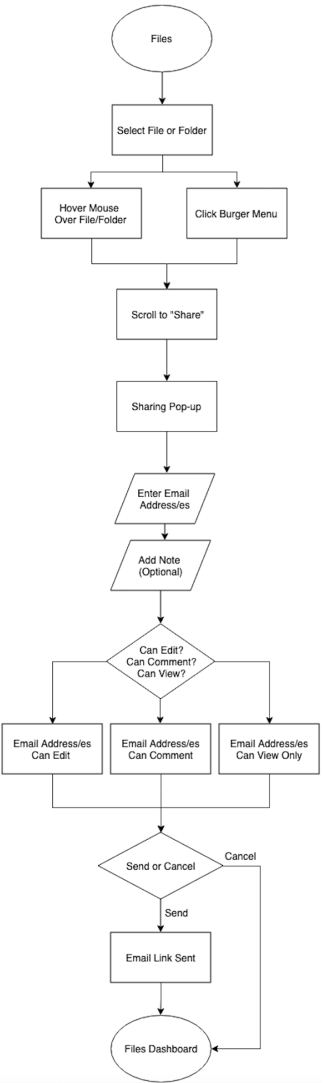 Files
Select File or Folder
Hover Mouse
Over File/Folder
Click Burger Menu
Scroll to "Share"
Sharing Pop-up
Enter Email
Address/es
Add Note
(Optional)
Can Edit?
Can Comment?
Can View?
Email Address/es
Can Edit
Email Address/es
Can Comment
Email Address/es
Can View Only
Send or Cancel
Cancel
Send
Email Link Sent
Files Dashboard